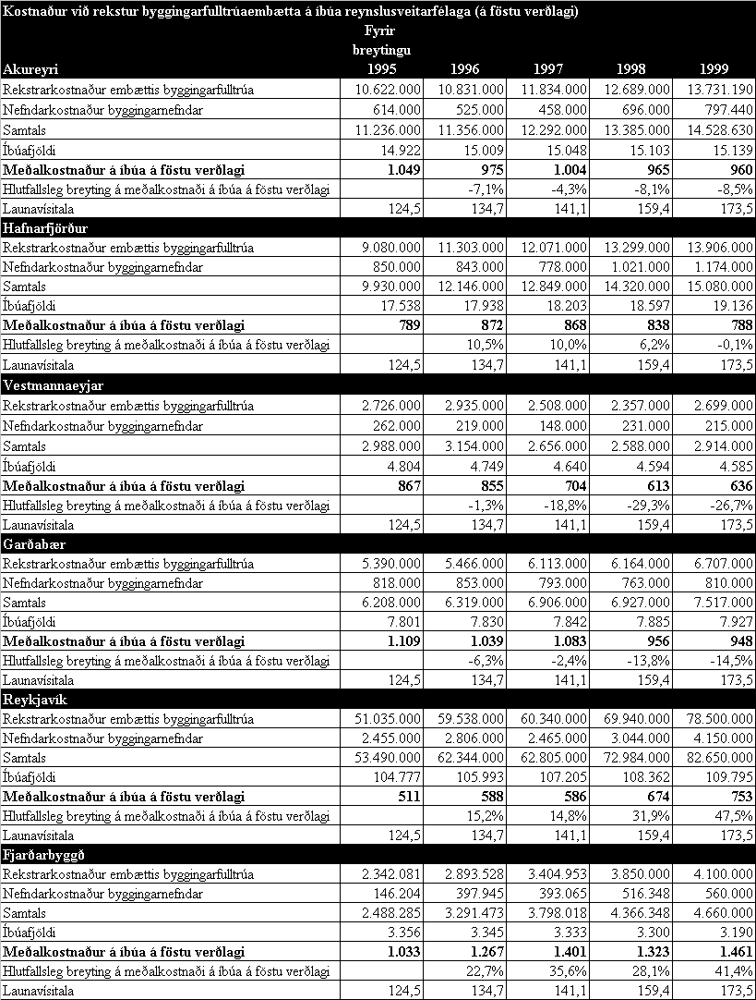 Kostnaður við rekstur byggingarfulltrúaembætta á íbúa reynslusveitarfélaga (á föstu verðlagi)
Fyrir
breytingu
Akureyri 1995 1996 1997 1998 1999
Rekstrarkostnaður embættis byggingarfulltrúa 10.622.000 10.831.000 11.834.000 12.689.000 13.731.190
Nefndarkostnaður byggingarnefndar 614.000 525.000 458.000 696.000 797.440
Samtals 11.236.000 11.356.000 12.292.000 13.385.000 14.528.630
Íbúafjöldi 14.922 15.009 15.048 15.103 15.139
Meðalkostnaður á íbúa á föstu verðlagi 1.049 975 1.004 965 960
Hlutfallsleg breyting á meðalkostnaði á íbúa á föstu verðlagi -7,1% -4,3% -8,1% -8,5%
Launavísitala 124,5 134,7 141,1 159,4 173,5
Hafnarfjörður
Rekstrarkostnaður embættis byggingarfulltrúa 9.080.000 11.303.000 12.071.000 13.299.000 13.906.000
Nefndarkostnaður byggingarnefndar 850.000 843.000 778.000 1.021.000 1.174.000
Samtals 9.930.000 12.146.000 12.849.000 14.320.000 15.080.000
Íbúafjöldi 17.538 17.938 18.203 18.597 19.136
Meðalkostnaður á íbúa á föstu verðlagi 789 872 868 838 788
Hlutfallsleg breyting á meðalkostnaði á íbúa á föstu verðlagi 10,5% 10,0% 6,2% -0,1%
Launavísitala 124,5 134,7 141,1 159,4 173,5
Vestmannaeyjar
Rekstrarkostnaður embættis byggingarfulltrúa 2.726.000 2.935.000 2.508.000 2.357.000 2.699.000
Nefndarkostnaður byggingarnefndar 262.000 219.000 148.000 231.000 215.000
Samtals 2.988.000 3.154.000 2.656.000 2.588.000 2.914.000
Íbúafjöldi 4.804 4.749 4.640 4.594 4.585
Meðalkostnaður á íbúa á föstu verðlagi 867 855 704 613 636
Hlutfallsleg breyting á meðalkostnaði á íbúa á föstu verðlagi -1,3% -18,8% -29,3% -26,7%
Launavísitala 124,5 134,7 141,1 159,4 173,5
Garðabær
Rekstrarkostnaður embættis byggingarfulltrúa 5.390.000 5.466.000 6.113.000 6.164.000 6.707.000
Nefndarkostnaður byggingarnefndar 818.000 853.000 793.000 763.000 810.000
Samtals 6.208.000 6.319.000 6.906.000 6.927.000 7.517.000
Íbúafjöldi 7.801 7.830 7.842 7.885 7.927
Meðalkostnaður á íbúa á föstu verðlagi 1.109 1.039 1.083 956 948
Hlutfallsleg breyting á meðalkostnaði á íbúa á föstu verðlagi -6,3% -2,4% -13,8% -14,5%
Launavísitala 124,5 134,7 141,1 159,4 173,5
Reykjavík
Rekstrarkostnaður embættis byggingarfulltrúa 51.035.000 59.538.000 60.340.000 69.940.000 78.500.000
Nefndarkostnaður byggingarnefndar 2.455.000 2.806.000 2.465.000 3.044.000 4.150.000
Samtals 53.490.000 62.344.000 62.805.000 72.984.000 82.650.000
Íbúafjöldi 104.777 105.993 107.205 108.362 109.795
Meðalkostnaður á íbúa á föstu verðlagi 511 588 586 674 753
Hlutfallsleg breyting á meðalkostnaði á íbúa á föstu verðlagi 15,2% 14,8% 31,9% 47,5%
Launavísitala 124,5 134,7 141,1 159,4 173,5
Fjarðarbyggð
Rekstrarkostnaður embættis byggingarfulltrúa 2.342.081 2.893.528 3.404.953 3.850.000 4.100.000
Nefndarkostnaður byggingarnefndar 146.204 397.945 393.065 516.348 560.000
Samtals 2.488.285 3.291.473 3.798.018 4.366.348 4.660.000
Íbúafjöldi 3.356 3.345 3.333 3.300 3.190
Meðalkostnaður á íbúa á föstu verðlagi 1.033 1.267 1.401 1.323 1.461
Hlutfallsleg breyting á meðalkostnaði á íbúa á föstu verðlagi 22,7% 35,6% 28,1% 41,4%
Launavísitala 124,5 134,7 141,1 159,4 173,5